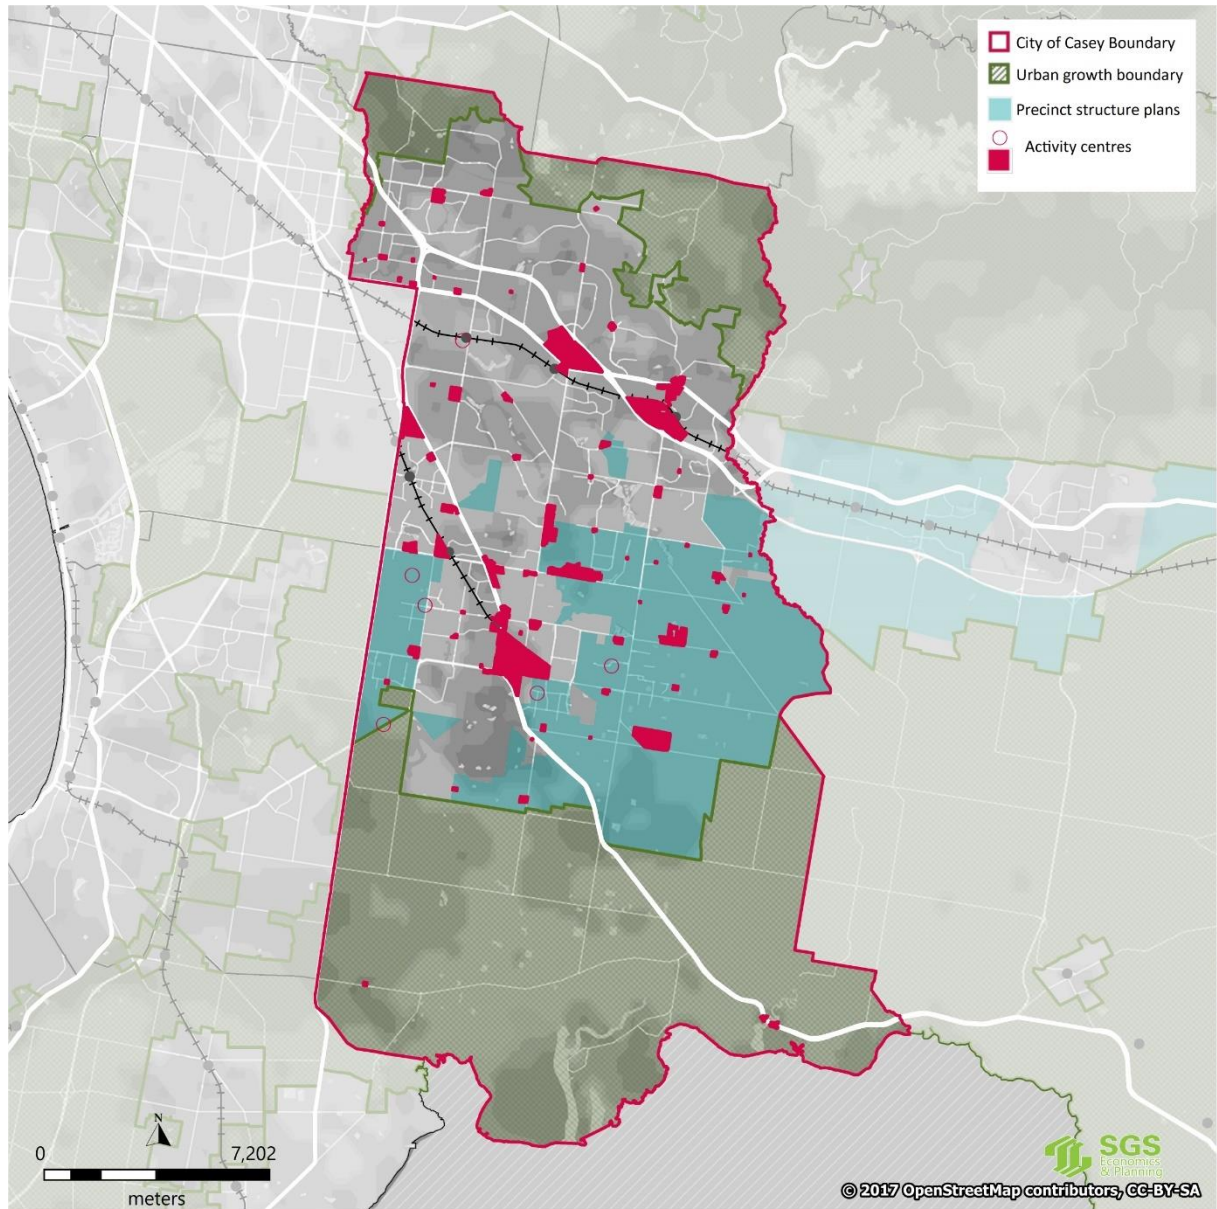 City of Casey Boundary
Urban growth boundary
Precinct structure plans
Activity centres
N
0 7,202
meters
SGS
Economics
& Planning
© 2017 OpenStreetMap contributors, CC-BY-SA